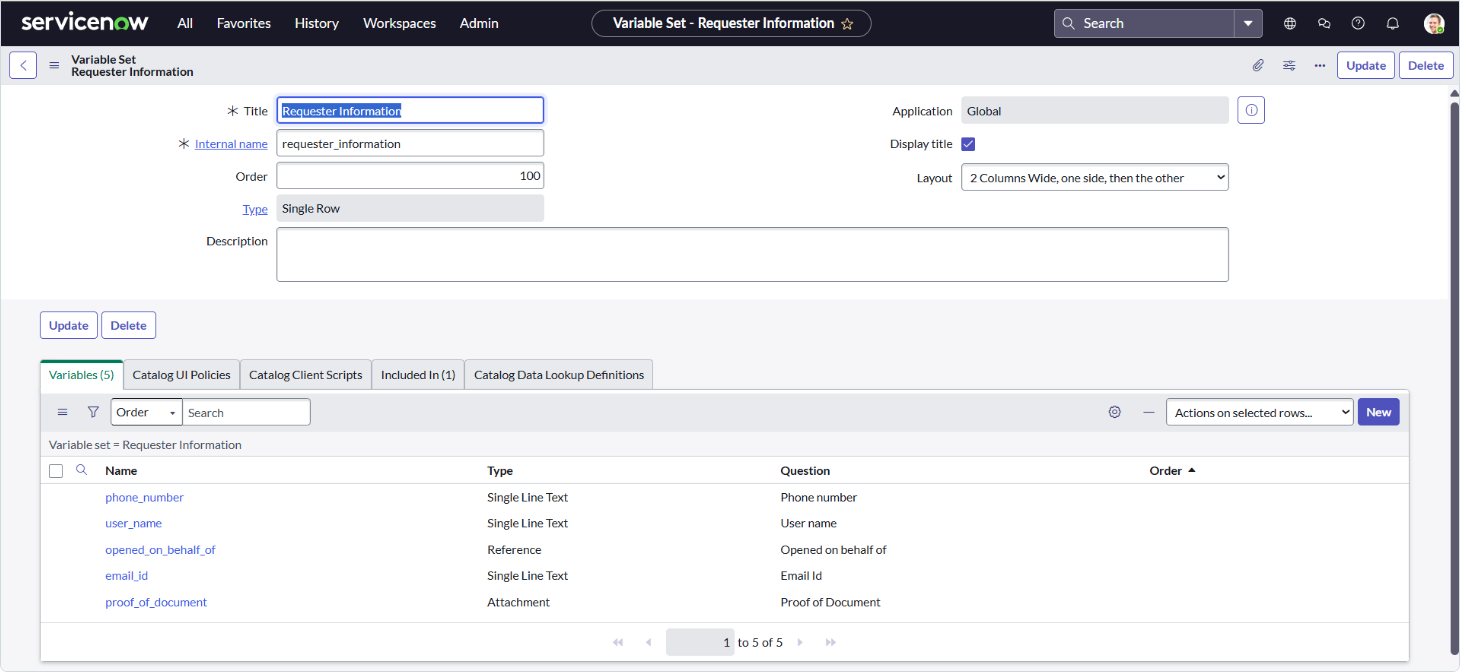 servicenow All Favorites History Workspaces Admin Variable Set - Requester Information Search
Variable Set
Requester Information
Update Delete
Title Requester Information Application Global
Internal name requester_information Display title
Order 100 Layout 2 Columns Wide, one side, then the other
Type Single Row
Description
Update Delete
Variables (5) Catalog UI Policies Catalog Client Scripts Included In (1) Catalog Data Lookup Definitions
Order Search Actions on selected rows... New
Variable set = Requester Information
Name Type Question Order
phone_number Single Line Text Phone number
user_name Single Line Text User name
opened_on_behalf_of Reference Opened on behalf of
email_id Single Line Text Email Id
proof_of_document Attachment Proof of Document
1 to 5 of 5